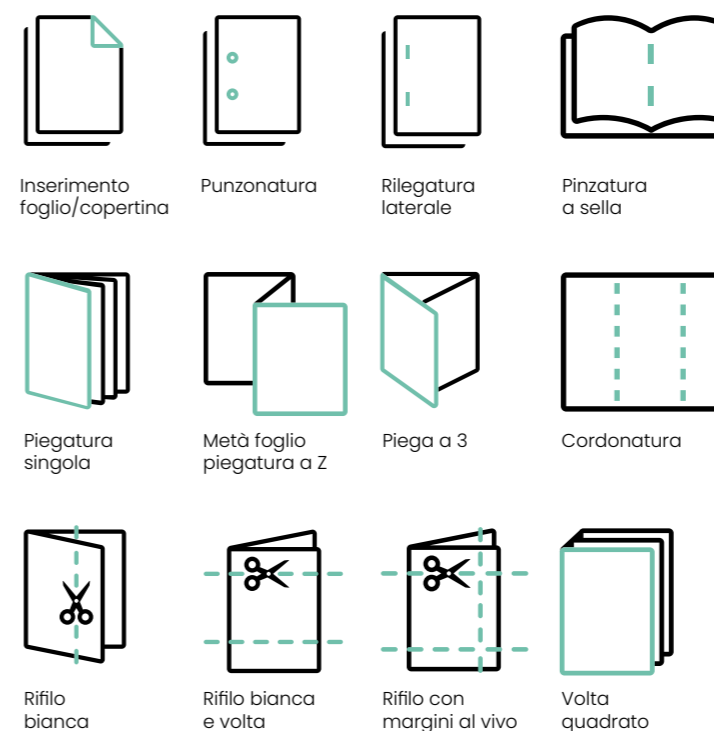 Inserimento
foglio/copertina
Punzonatura
Rilegatura
laterale
Pinzatura
a sella
Piegatura
singola
Metà foglio
piegatura a Z
Piega a 3
Cordonatura
Rifilo
bianca
Rifilo bianca
e volta
Rifilo con
margini al vivo
Volta
quadrato